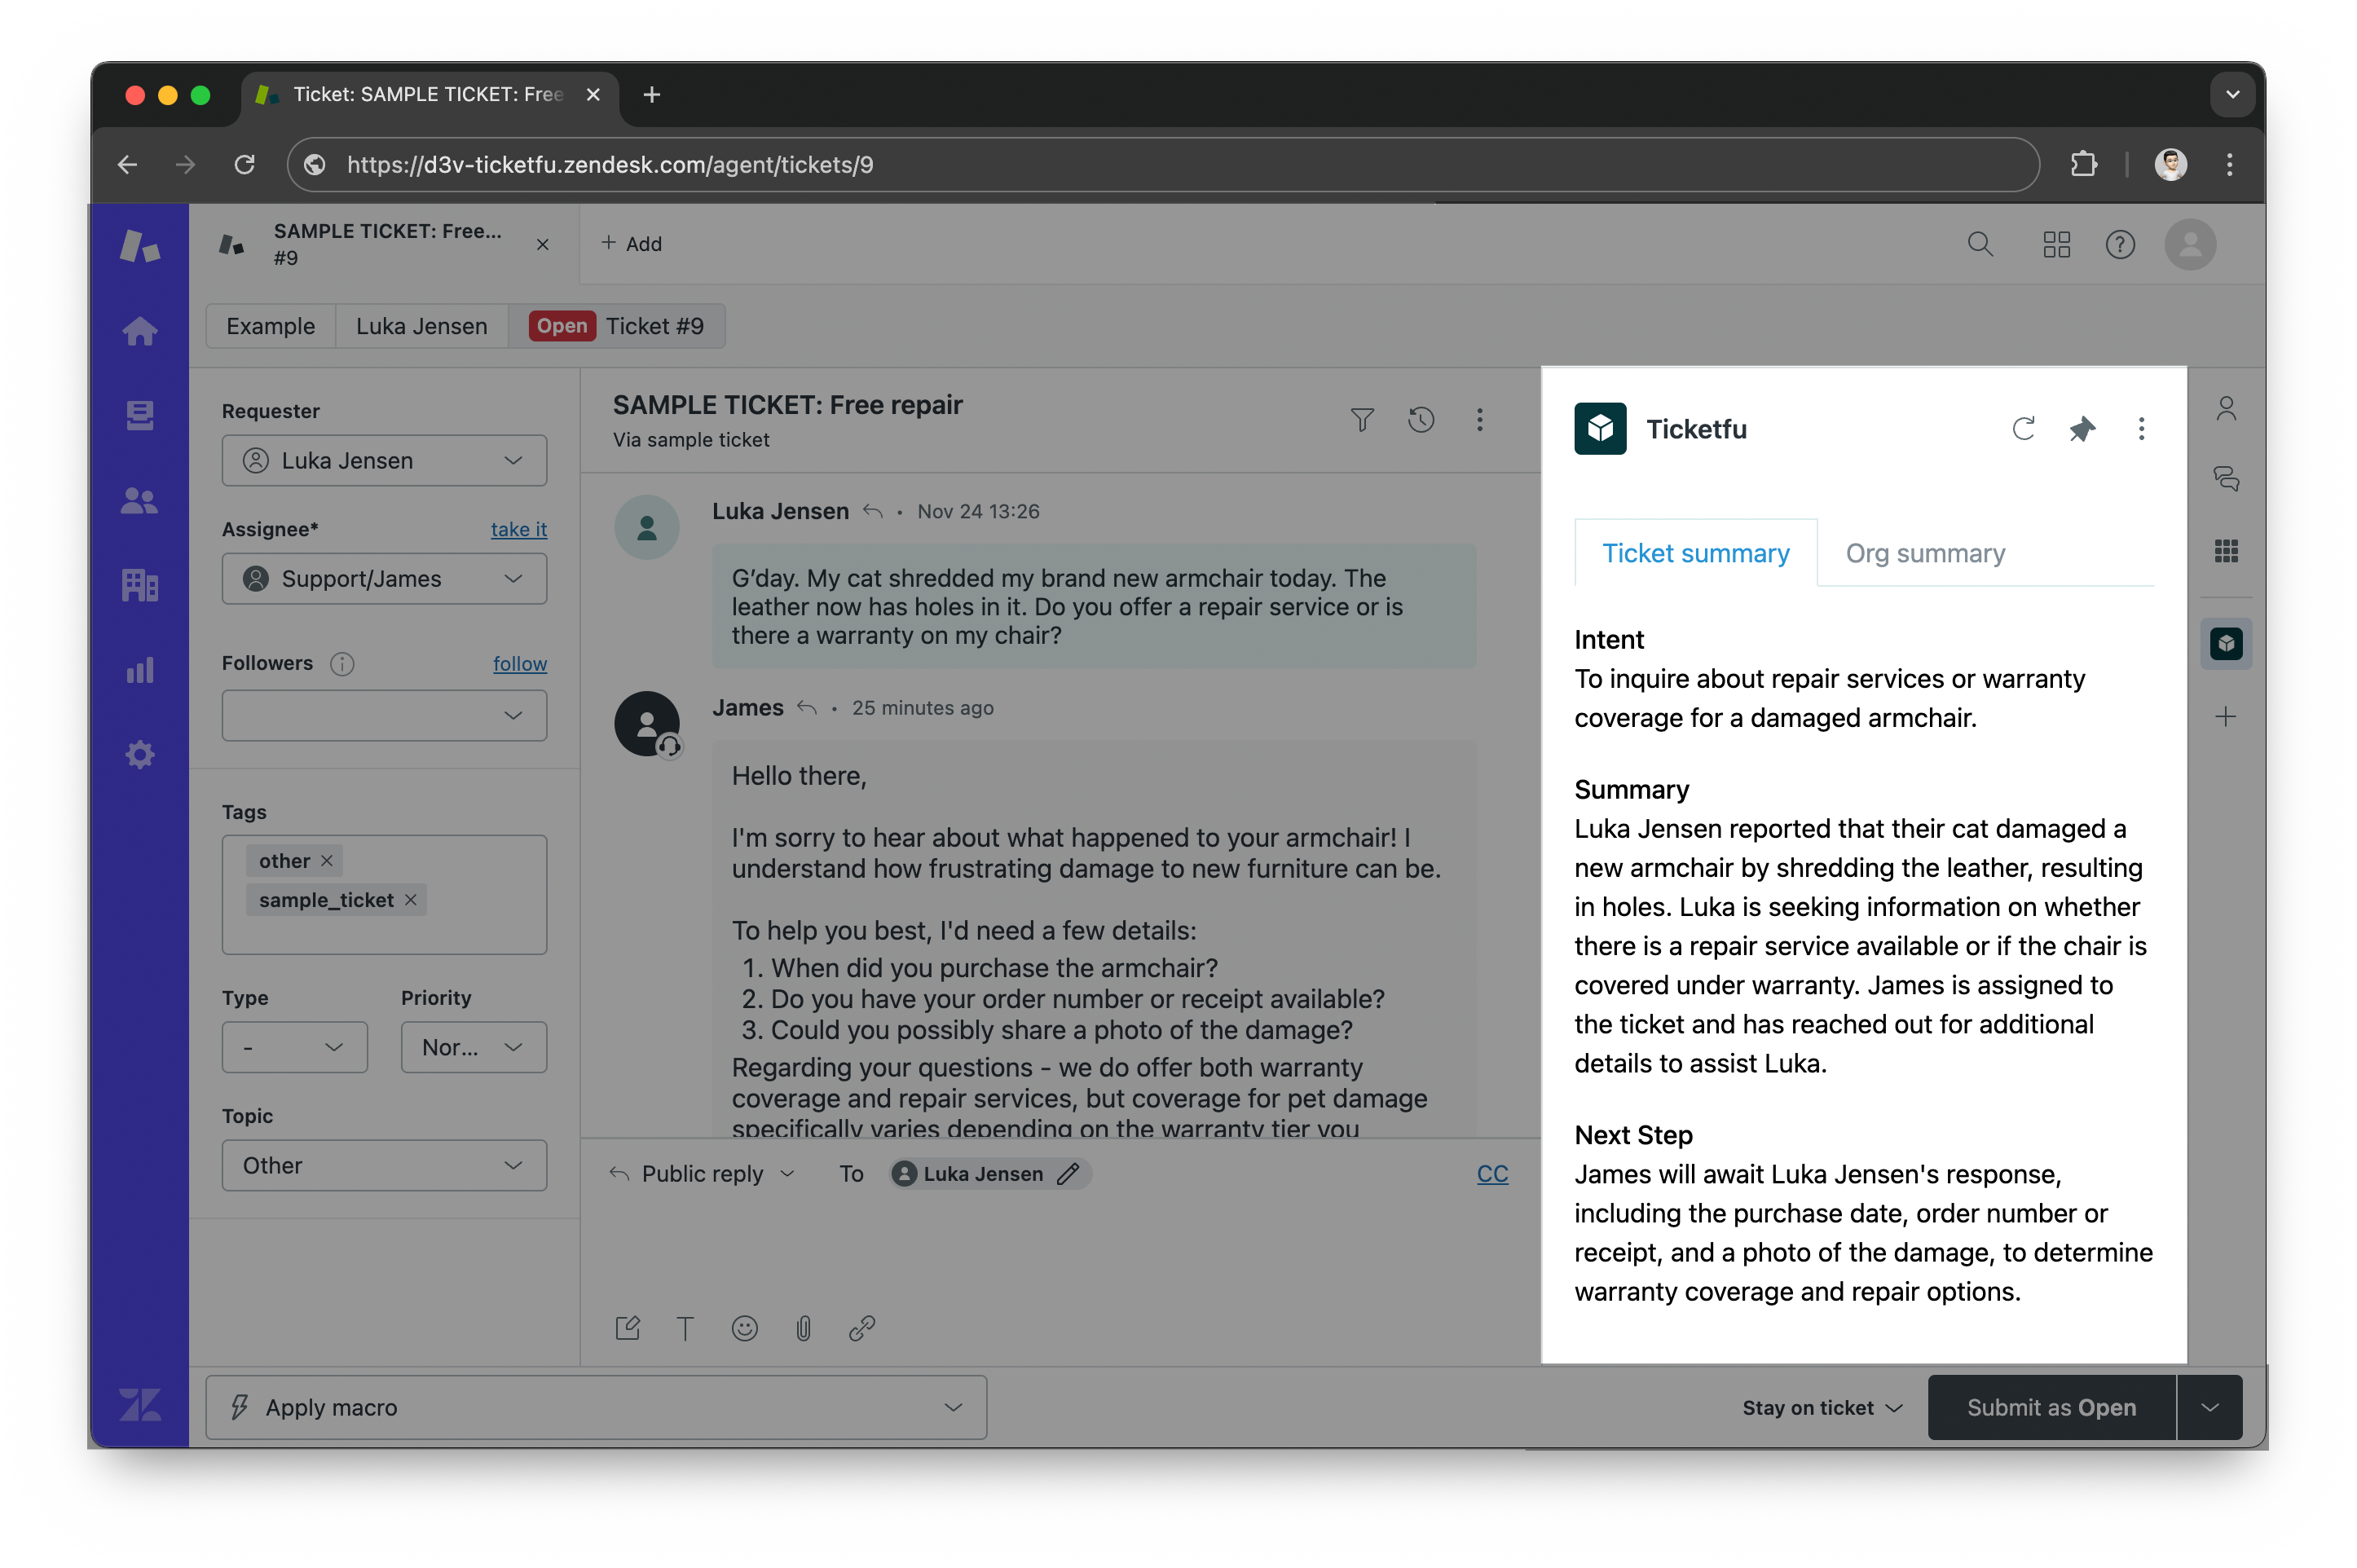 Ticket: SAMPLE TICKET: Free
https://d3v-ticketfu.zendesk.com/agent/tickets/9
SAMPLE TICKET: Free...
#9
Add
Example
Luka Jensen
Open Ticket #9
Requester
Luka Jensen
Assignee*
take it
Support/James
Followers
follow
Tags
other
sample_ticket
Type
Priority
-
Nor...
Topic
Other
SAMPLE TICKET: Free repair
Via sample ticket
Luka Jensen • Nov 24 13:26
G’day. My cat shredded my brand new armchair today. The
leather now has holes in it. Do you offer a repair service or is
there a warranty on my chair?
James • 25 minutes ago
Hello there,
I'm sorry to hear about what happened to your armchair! I
understand how frustrating damage to new furniture can be.
To help you best, I'd need a few details:
1. When did you purchase the armchair?
2. Do you have your order number or receipt available?
3. Could you possibly share a photo of the damage?
Regarding your questions - we do offer both warranty
coverage and repair services, but coverage for pet damage
specifically varies depending on the warranty tier you
Public reply
To
Luka Jensen
CC
Ticketfu
Ticket summary
Org summary
Intent
To inquire about repair services or warranty
coverage for a damaged armchair.
Summary
Luka Jensen reported that their cat damaged a
new armchair by shredding the leather, resulting
in holes. Luka is seeking information on whether
there is a repair service available or if the chair is
covered under warranty. James is assigned to
the ticket and has reached out for additional
details to assist Luka.
Next Step
James will await Luka Jensen's response,
including the purchase date, order number or
receipt, and a photo of the damage, to determine
warranty coverage and repair options.
Apply macro
Stay on ticket
Submit as Open